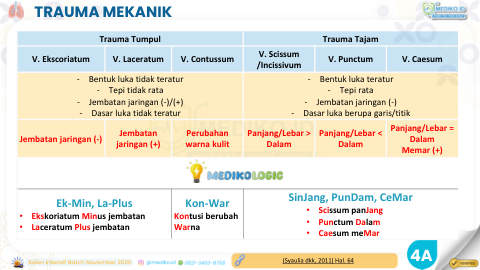 TRAUMA MEKANIK
MEDIKO.ID
Trauma Tumpul
Trauma Tajam
V. Ekscoriatum
V. Laceratum
V. Contussum
V. Scissum
/Incissivum
V. Punctum
V. Caesum
- Bentuk luka tidak teratur
- Tepi tidak rata
- Jembatan jaringan (-)/(+)
- Dasar luka tidak teratur
- Bentuk luka teratur
- Tepi rata
- Jembatan jaringan (-)
- Dasar luka berupa garis/titik
Jembatan jaringan (-)
Jembatan
jaringan (+)
Perubahan
warna kulit
Panjang/Lebar >
Dalam
Panjang/Lebar <
Dalam
Panjang/Lebar =
Dalam
Memar (+)
MEDIKOLOGIC
Ek-Min, La-Plus
• Ekskoriatum Minus jembatan
• Laceratum Plus jembatan
Kon-War
Kontusi berubah
Warna
SinJang, PunDam, CeMar
• Scissum panJang
• Punctum Dalam
• Caesum meMar
(Syaulia dkk, 2011) Hal. 64
4A